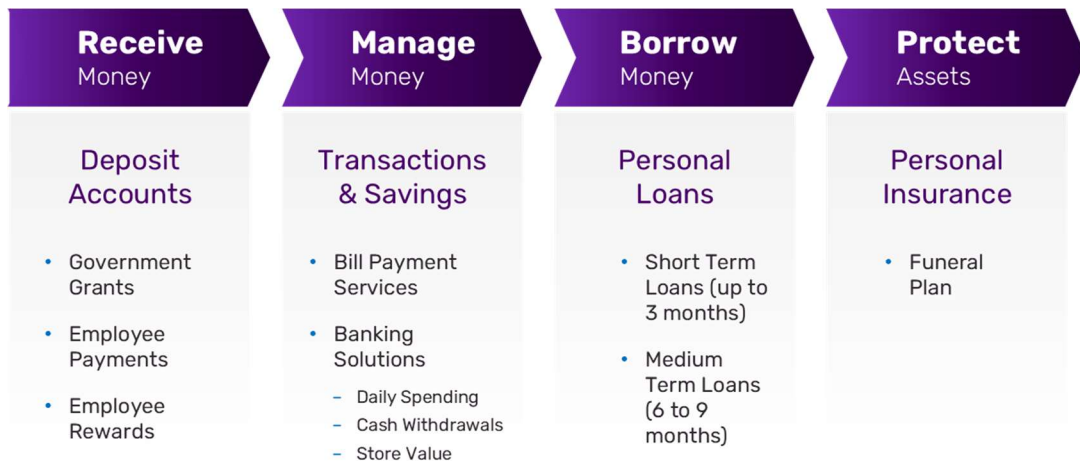 Receive
Money
Deposit
Accounts
• Government
Grants
• Employee
Payments
• Employee
Rewards
Manage
Money
Transactions
& Savings
• Bill Payment
Services
• Banking
Solutions
– Daily Spending
– Cash Withdrawals
– Store Value
Borrow
Money
Personal
Loans
• Short Term
Loans (up to
3 months)
• Medium
Term Loans
(6 to 9
months)
Protect
Assets
Personal
Insurance
• Funeral
Plan